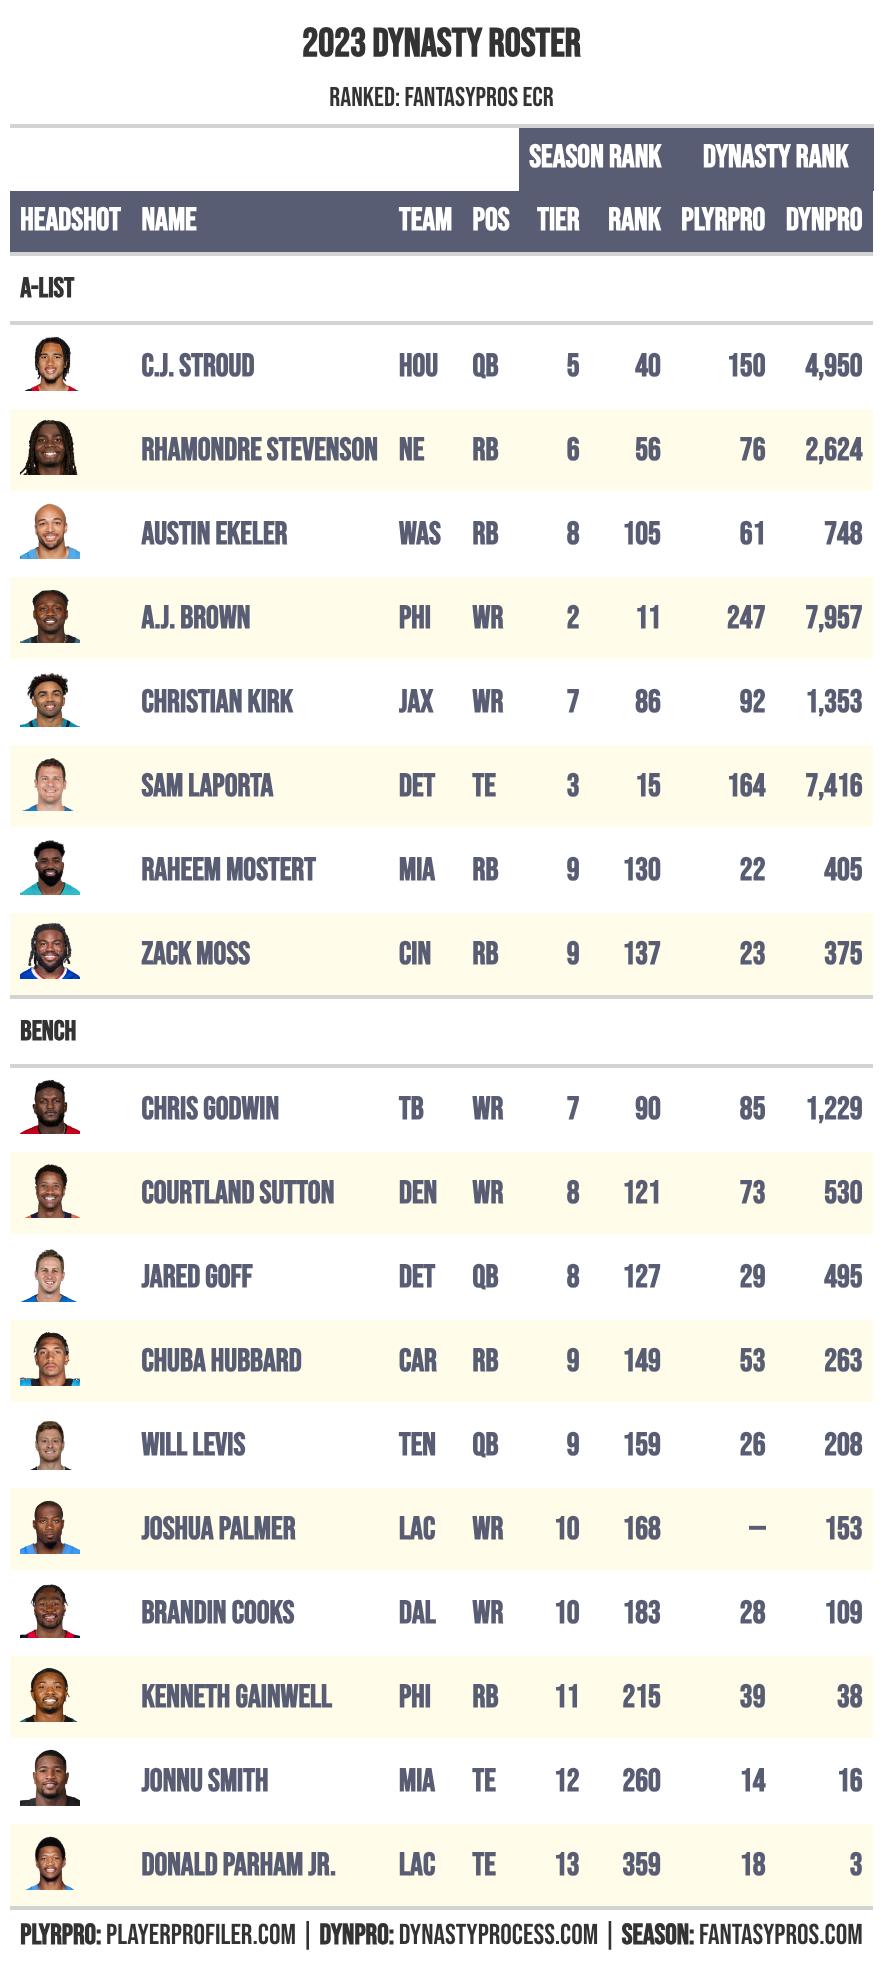 2023 DYNASTY ROSTER
RANKED: FANTASYPROS ECR
SEASON RANK DYNASTY RANK
HEADSHOT NAME TEAM POS TIER RANK PLYRPRO DYNPRO
A-LIST
C.J. STROUD HOU QB 5 40 150 4,950
RHAMONDRE STEVENSON NE RB 6 56 76 2,624
AUSTIN EKELER WAS RB 8 105 61 748
A.J. BROWN PHI WR 2 11 247 7,957
CHRISTIAN KIRK JAX WR 7 86 92 1,353
SAM LAPORTA DET TE 3 15 164 7,416
RAHEEM MOSTERT MIA RB 9 130 22 405
ZACK MOSS CIN RB 9 137 23 375
BENCH
CHRIS GODWIN TB WR 7 90 85 1,229
COURTLAND SUTTON DEN WR 8 121 73 530
JARED GOFF DET QB 8 127 29 495
CHUBA HUBBARD CAR RB 9 149 53 263
WILL LEVIS TEN QB 9 159 26 208
JOSHUA PALMER LAC WR 10 168 — 153
BRANDIN COOKS DAL WR 10 183 28 109
KENNETH GAINWELL PHI RB 11 215 39 38
JONNU SMITH MIA TE 12 260 14 16
DONALD PARHAM JR. LAC TE 13 359 18 3
PLYRPRO: PLAYERPROFILER.COM | DYNPRO: DYNASTYPROCESS.COM | SEASON: FANTASYPROS.COM